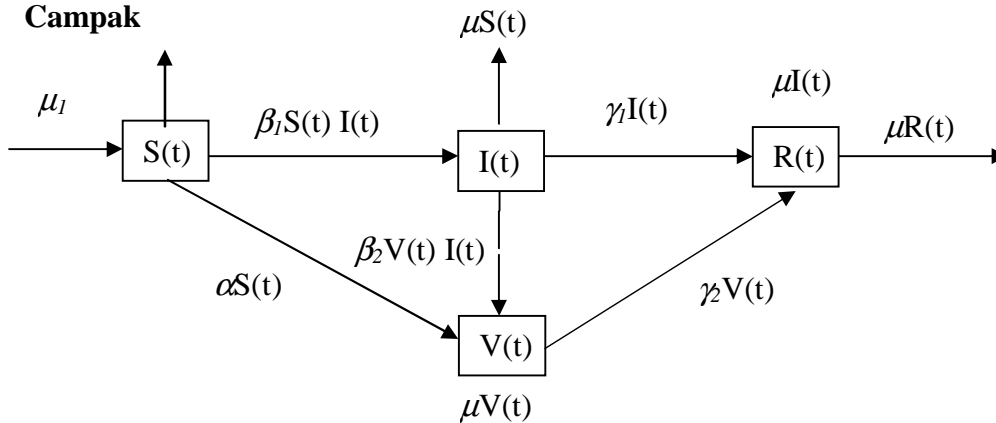 Campak
μS(t)
μ1
β1S(t) I(t)
γ1I(t)
μI(t)
μR(t)
S(t)
I(t)
R(t)
αS(t)
β2V(t) I(t)
γ2V(t)
V(t)
μV(t)